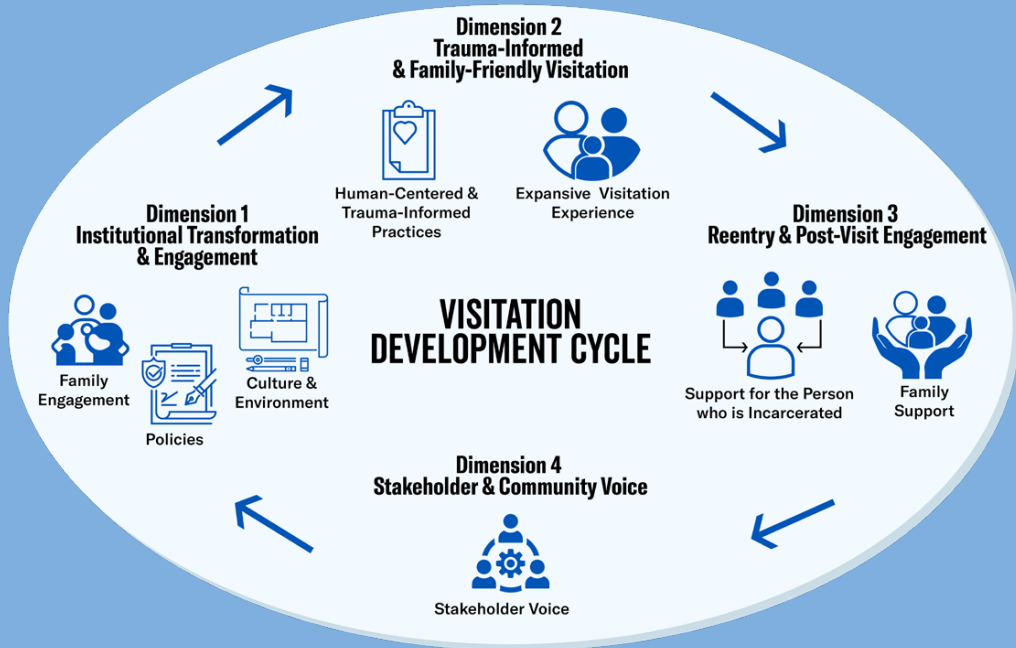 Dimension 2
Trauma-Informed
& Family-Friendly Visitation
Human-Centered &
Trauma-Informed
Practices
Expansive Visitation
Experience
Dimension 1
Institutional Transformation
& Engagement
Family
Engagement
Policies
Culture &
Environment
VISITATION
DEVELOPMENT CYCLE
Dimension 3
Reentry & Post-Visit Engagement
Support for the Person
who is Incarcerated
Family
Support
Dimension 4
Stakeholder & Community Voice
Stakeholder Voice